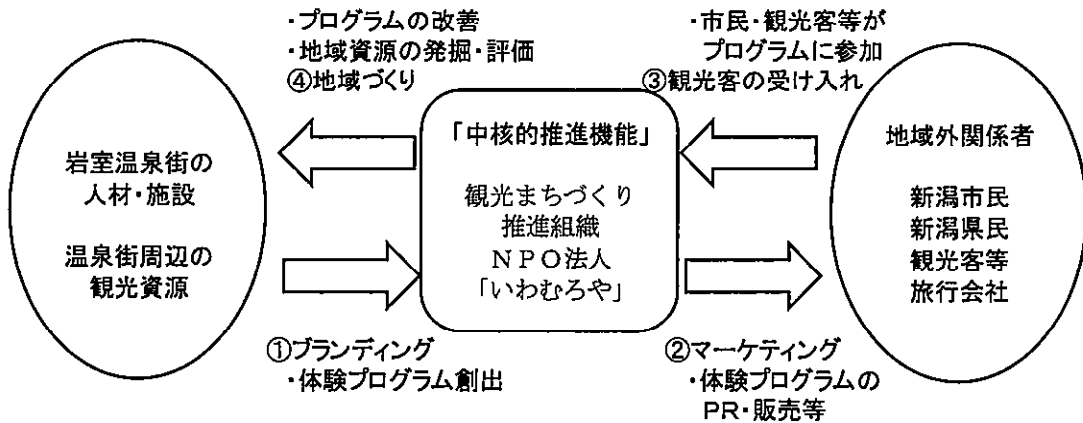 ・プログラムの改善
・地域資源の発掘・評価
④地域づくり
・市民・観光客等が
プログラムに参加
③観光客の受け入れ
岩室温泉街の
人材・施設
温泉街周辺の
観光資源
「中核的推進機能」
観光まちづくり
推進組織
NPO法人
「いわむろや」
地域外関係者
新潟市民
新潟県民
観光客等
旅行会社
①ブランディング
・体験プログラム創出
②マーケティング
・体験プログラムの
PR・販売等